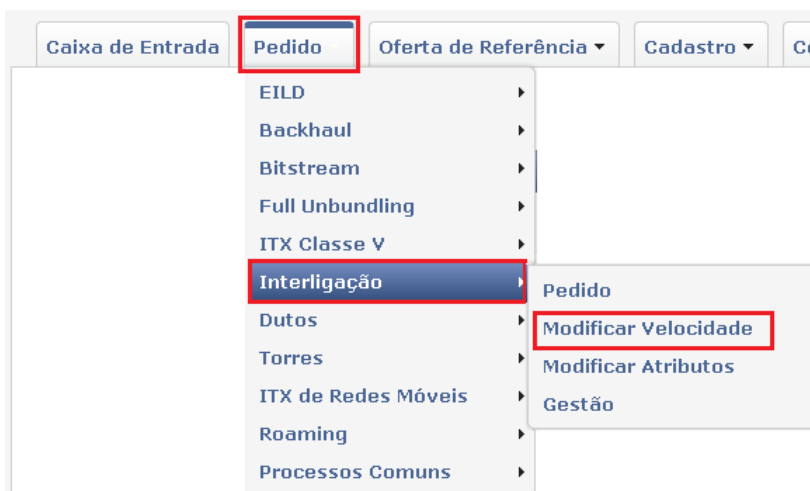 Caixa de Entrada Pedido Oferta de Referência Cadastro
EILD
Backhaul
Bitstream
Full Unbundling
ITX Classe V
Interligação
Dutos
Torres
ITX de Redes Móveis
Roaming
Processos Comuns
Pedido
Modificar Velocidade
Modificar Atributos
Gestão